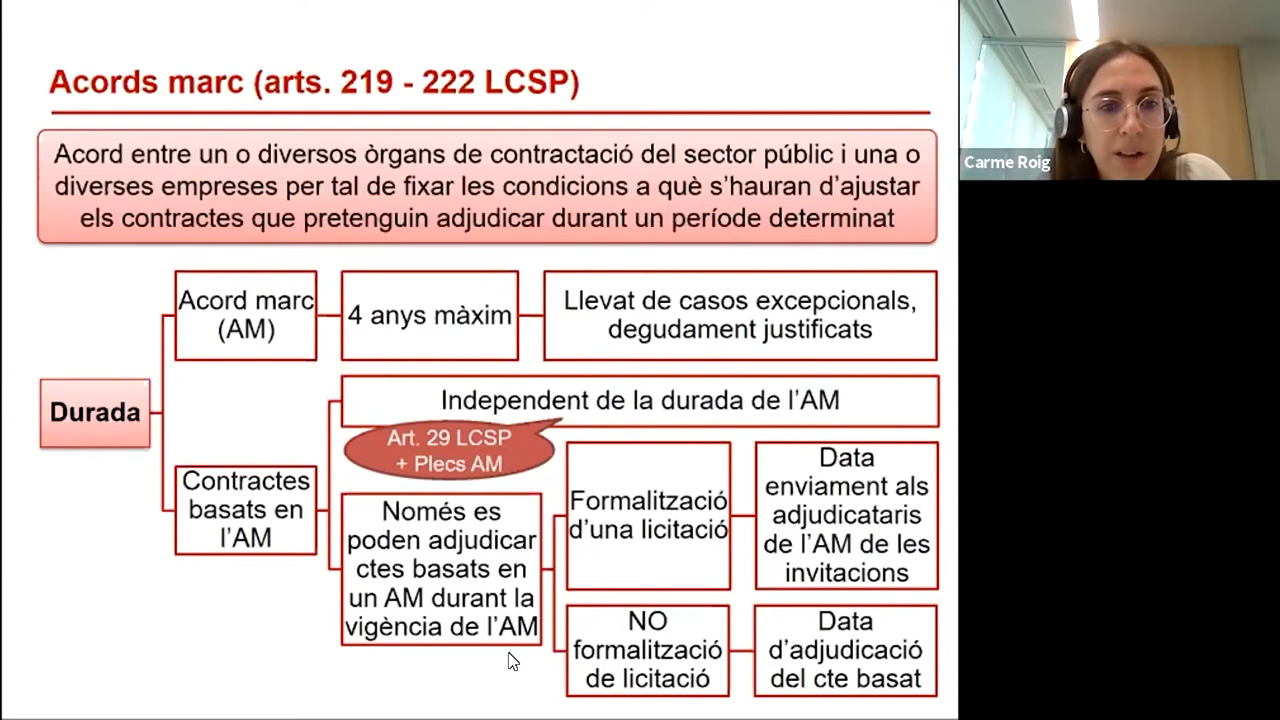 Acords marc (arts. 219 - 222 LCSP)
Acord entre un o diversos òrgans de contractació del sector públic i una o
diverses empreses per tal de fixar les condicions a què s’hauran d’ajustar
els contractes que pretenguin adjudicar durant un període determinat
Durada
Acord marc
(AM)
4 anys màxim
Llevat de casos excepcionals,
degudament justificats
Contractes
basats en
l’AM
Independent de la durada de l’AM
Art. 29 LCSP
+ Plecs AM
Només es
poden adjudicar
ctes basats en
un AM durant la
vigència de l’AM
Formalització
d’una licitació
Data
enviament als
adjudicataris
de l’AM de les
invitacions
NO
formalització
de licitació
Data
d’adjudicació
del cte basat
Carme Roig